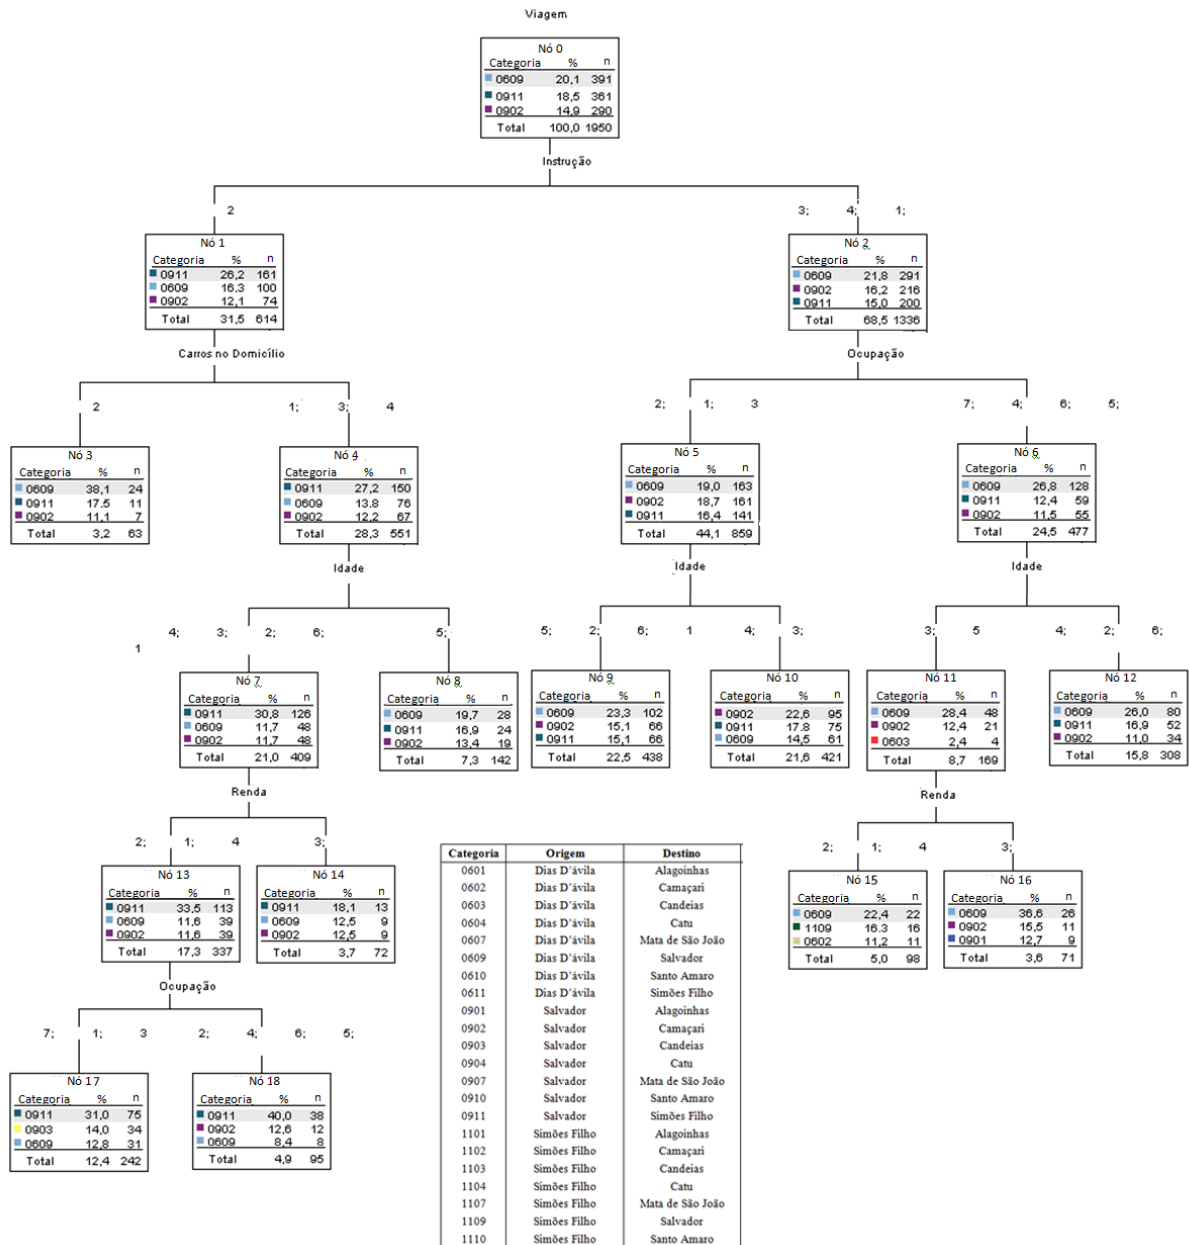 Viagem
Nó 0
Categoria % n
0609 20,1 391
0911 18,5 361
0902 14,9 290
Total 100,0 1950
Instrução
2
3; 4; 1;
Nó 1
Categoria % n
0911 26,2 161
0609 16,3 100
0902 12,1 74
Total 31,5 614
Nó 2
Categoria % n
0609 21,8 291
0902 16,2 216
0911 15,0 200
Total 68,5 1336
Carros no Domicílio
Ocupação
2
1; 3; 4
2; 1; 3
7; 4; 6; 5;
Nó 3
Categoria % n
0609 38,1 24
0911 17,5 11
0902 11,1 7
Total 3,2 63
Nó 4
Categoria % n
0911 27,2 150
0609 13,8 76
0902 12,2 67
Total 28,3 551
Nó 5
Categoria % n
0609 19,0 163
0902 18,7 161
0911 16,4 141
Total 44,1 859
Nó 6
Categoria % n
0609 26,8 128
0911 12,4 59
0902 11,5 55
Total 24,5 477
Idade
Idade
Idade
1
4; 3; 2; 6;
5;
5; 2; 6; 1
4; 3;
3; 5
4; 2; 6;
Nó 7
Categoria % n
0911 30,8 126
0609 11,7 48
0902 11,7 48
Total 21,0 409
Nó 8
Categoria % n
0609 19,7 28
0911 16,9 24
0902 13,4 19
Total 7,3 142
Nó 9
Categoria % n
0609 23,3 102
0902 15,1 66
0911 15,1 66
Total 22,5 438
Nó 10
Categoria % n
0902 22,6 95
0911 17,8 75
0609 14,5 61
Total 21,6 421
Nó 11
Categoria % n
0609 28,4 48
0902 12,4 21
0603 2,4 4
Total 8,7 169
Nó 12
Categoria % n
0609 26,0 80
0911 16,9 52
0902 11,0 34
Total 15,8 308
Renda
Renda
2; 1; 4
3;
2; 1; 4
3;
Nó 13
Categoria % n
0911 33,5 113
0609 11,6 39
0902 11,6 39
Total 17,3 337
Nó 14
Categoria % n
0911 18,1 13
0609 12,5 9
0902 12,5 9
Total 3,7 72
Nó 15
Categoria % n
0609 22,4 22
1109 16,3 16
0602 11,2 11
Total 5,0 98
Nó 16
Categoria % n
0609 36,6 26
0902 15,5 11
0901 12,7 9
Total 3,6 71
Ocupação
7; 1; 3
2; 4; 6; 5;
Nó 17
Categoria % n
0911 31,0 75
0903 14,0 34
0609 12,8 31
Total 12,4 242
Nó 18
Categoria % n
0911 40,0 38
0902 12,6 12
0609 8,4 8
Total 4,9 95
Categoria Origem Destino
0601 Dias D'ávila Alagoinhas
0602 Dias D'ávila Camaçari
0603 Dias D'ávila Candeias
0604 Dias D'ávila Catu
0607 Dias D'ávila Mata de São João
0609 Dias D'ávila Salvador
0610 Dias D'ávila Santo Amaro
0611 Dias D'ávila Simões Filho
0901 Salvador Alagoinhas
0902 Salvador Camaçari
0903 Salvador Candeias
0904 Salvador Catu
0907 Salvador Mata de São João
0910 Salvador Santo Amaro
0911 Salvador Simões Filho
1101 Simões Filho Alagoinhas
1102 Simões Filho Camaçari
1103 Simões Filho Candeias
1104 Simões Filho Catu
1107 Simões Filho Mata de São João
1109 Simões Filho Salvador
1110 Simões Filho Santo Amaro